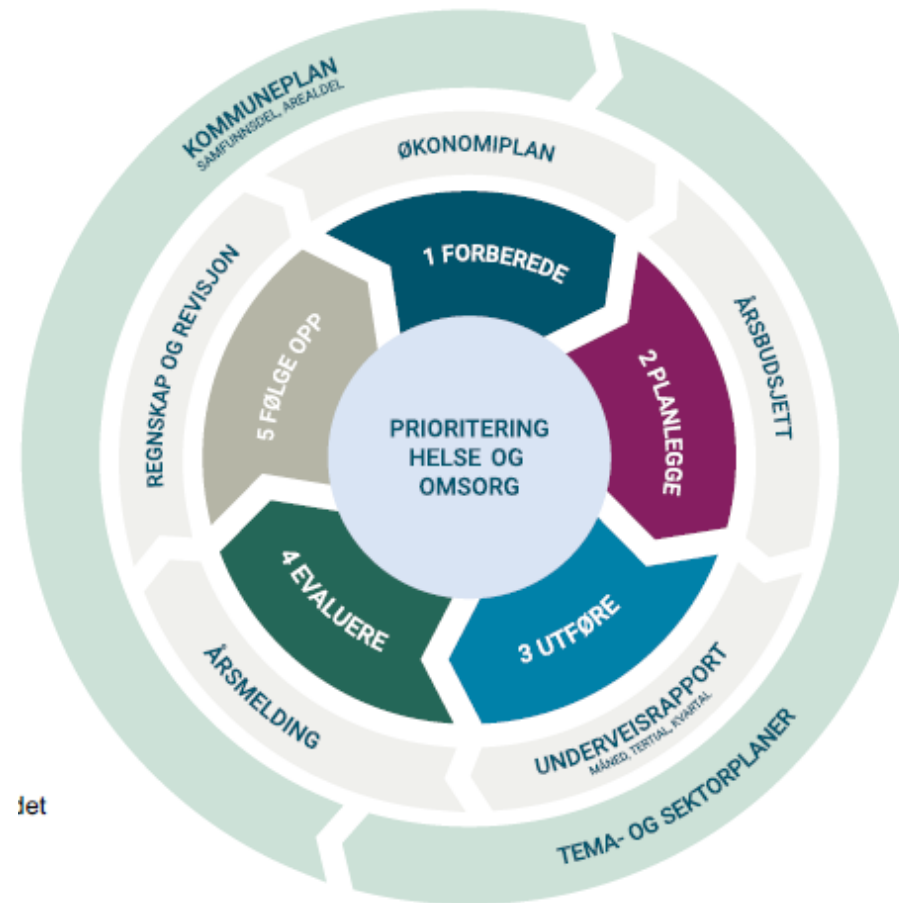 KOMMUNEPLAN
SAMFUNNSDEL, AREALDEL
ØKONOMIPLAN
ÅRSBUDSJETT
UNDERVEISRAPPORT
MÅNED, TERTIAL, KVARTAL
ÅRSMELDING
REGNSKAP OG REVISJON
1 FORBEREDE
2 PLANLEGGE
3 UTFØRE
4 EVALUERE
5 FØLGE OPP
PRIORITERING
HELSE OG
OMSORG
TEMA- OG SEKTORPLANER
det